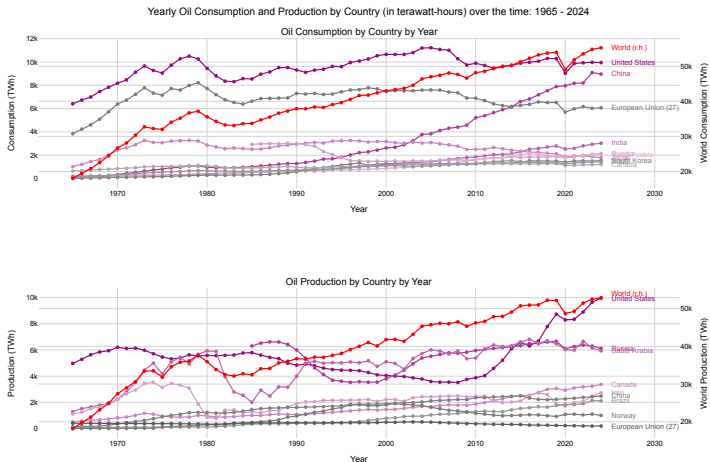 Yearly Oil Consumption and Production by Country (in terawatt-hours) over the time: 1965 - 2024
Oil Consumption by Country by Year
12k
10k
8k
6k
4k
2k
0
Consumption (TWh)
50k
40k
30k
20k
World Consumption (TWh)
World (r.h.)
United States
China
European Union (27)
India
South Korea
Canada
1970
1980
1990
2000
2010
2020
2030
Year
Oil Production by Country by Year
10k
8k
6k
4k
2k
0
Production (TWh)
50k
40k
30k
20k
World Production (TWh)
World (r.h.)
United States
Russia
Saudi Arabia
Canada
China
Brazil
Norway
European Union (27)
1970
1980
1990
2000
2010
2020
2030
Year